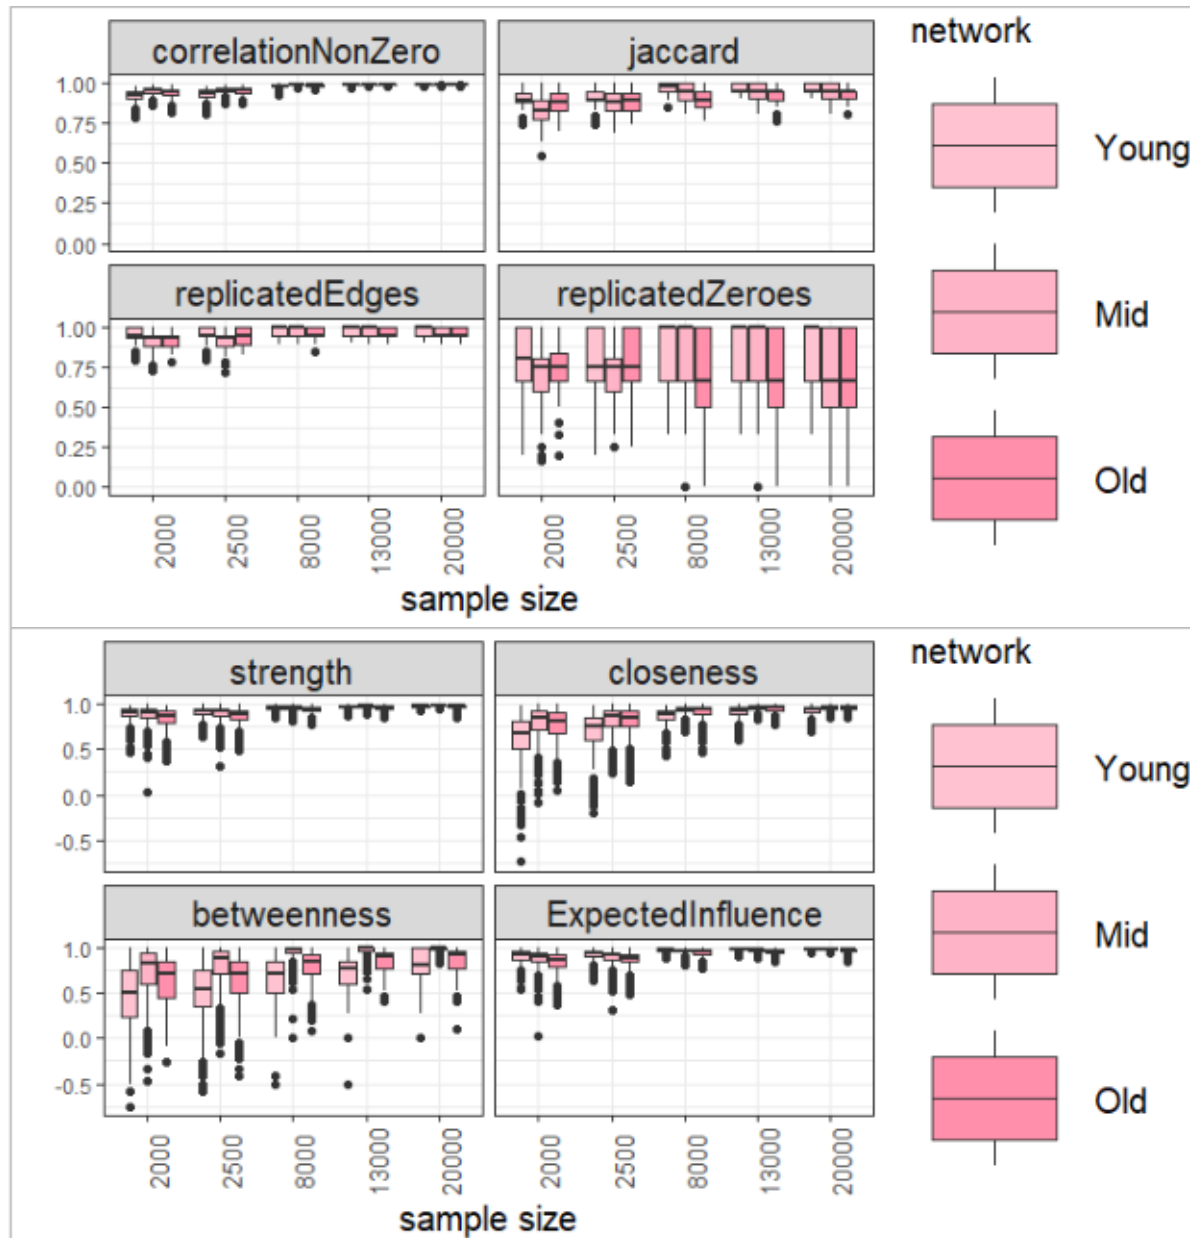 correlationNonZero jaccard
1.00
0.75
0.50
0.25
0.00
replicatedEdges replicatedZeroes
1.00
0.75
0.50
0.25
0.00
2000 2500 8000 13000 20000 2000 2500 8000 13000 20000
sample size
network
Young
Mid
Old
strength closeness
1.0
0.5
0.0
-0.5
betweenness ExpectedInfluence
1.0
0.5
0.0
-0.5
2000 2500 8000 13000 20000 2000 2500 8000 13000 20000
sample size
network
Young
Mid
Old